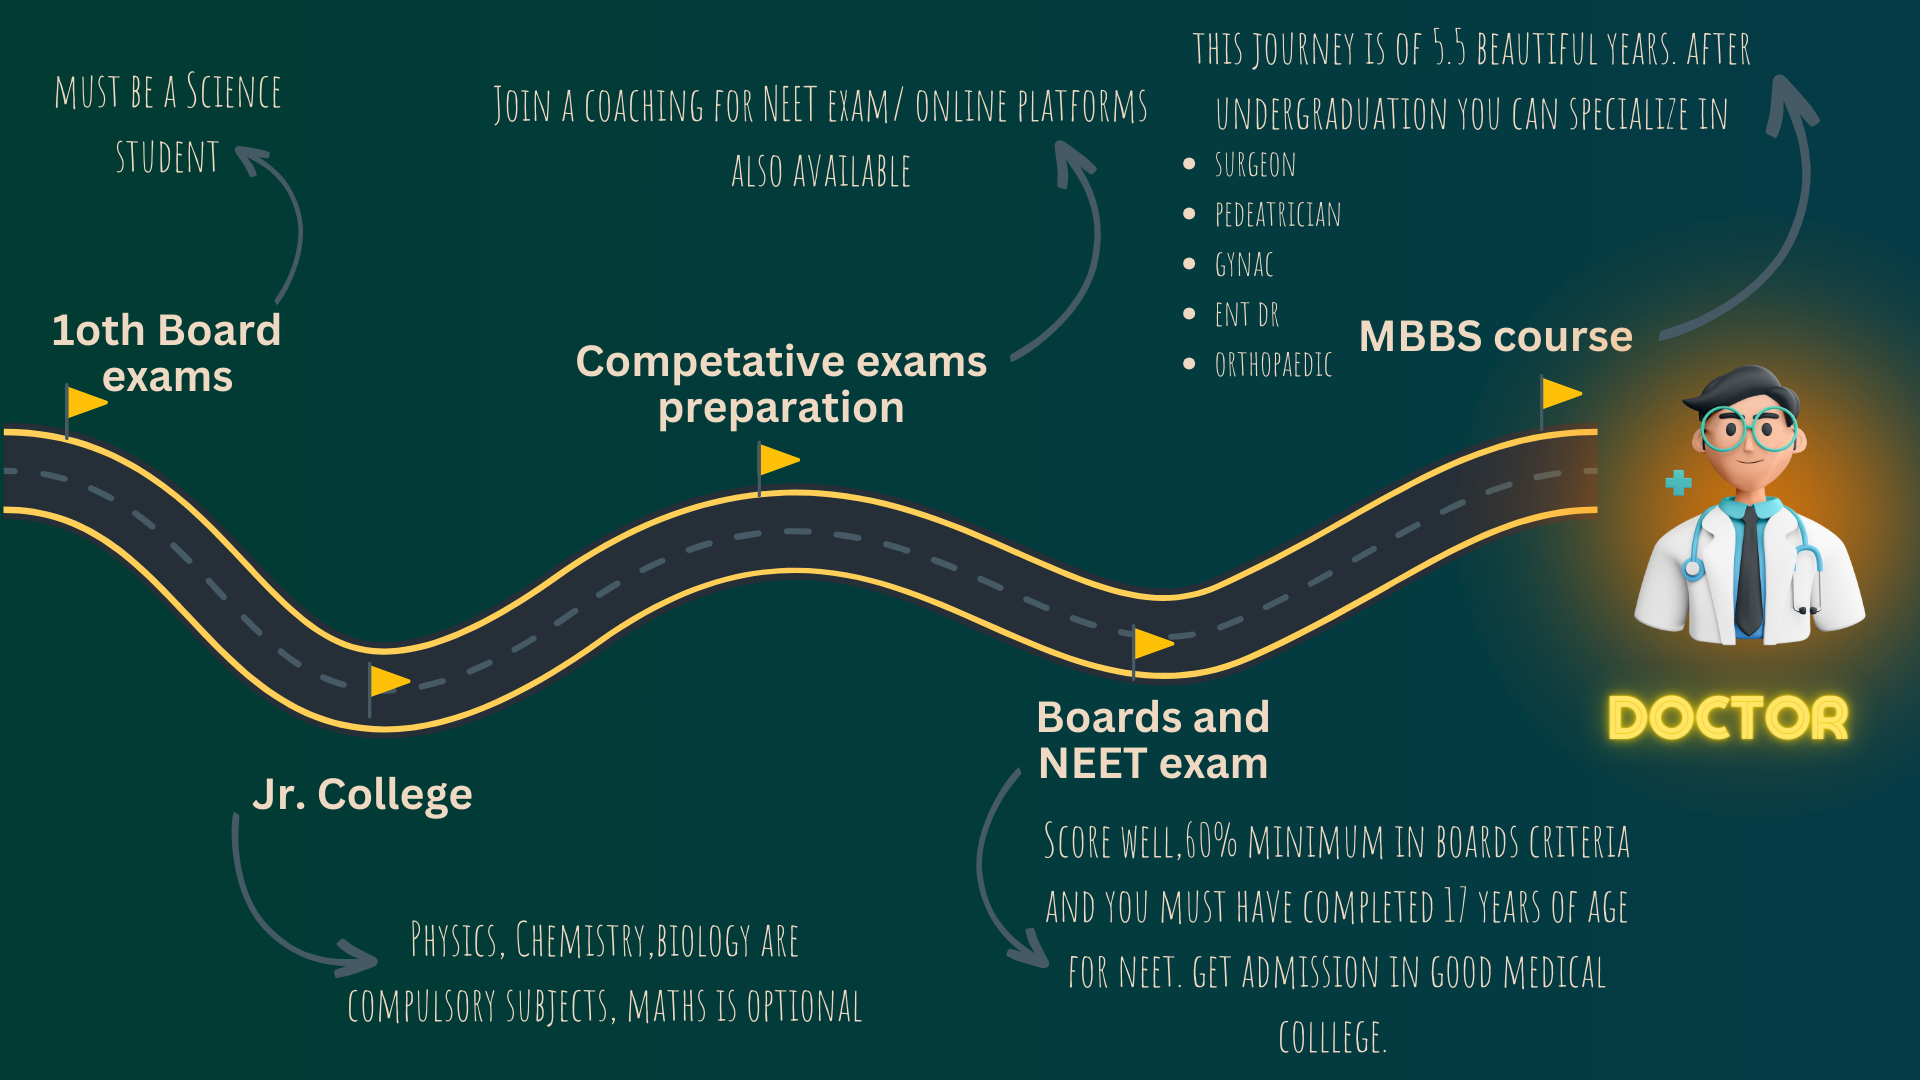 must be a Science
student
1oth Board
exams
Jr. College
Physics, Chemistry,biology are
compulsory subjects, maths is optional
Join a coaching for NEET exam/ online platforms
also available
Competative exams
preparation
Boards and
NEET exam
Score well,60% minimum in boards criteria
and you must have completed 17 years of age
for neet. get admission in good medical
colllege.
this journey is of 5.5 beautiful years. after
undergraduation you can specialize in
• surgeon
• pedeatrician
• gynac
• ent dr
• orthopaedic
MBBS course
DOCTOR